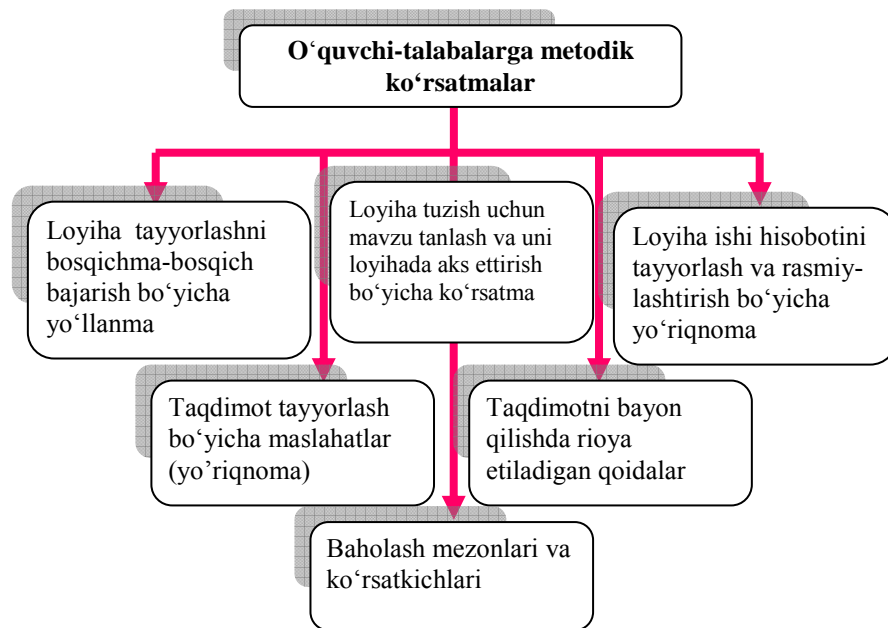 O‘quvchi-talabalarga metodik
ko‘rsatmalar
Loyiha tayyorlashni
bosqichma-bosqich
bajarish bo‘yicha
yo‘llanma
Loyiha tuzish uchun
mavzu tanlash va uni
loyihada aks ettirish
bo‘yicha ko‘rsatma
Loyiha ishi hisobotini
tayyorlash va rasmiy-
lashtirish bo‘yicha
yo‘riqnoma
Taqdimot tayyorlash
bo‘yicha maslahatlar
(yo’riqnoma)
Taqdimotni bayon
qilishda rioya
etiladigan qoidalar
Baholash mezonlari va
ko‘rsatkichlari